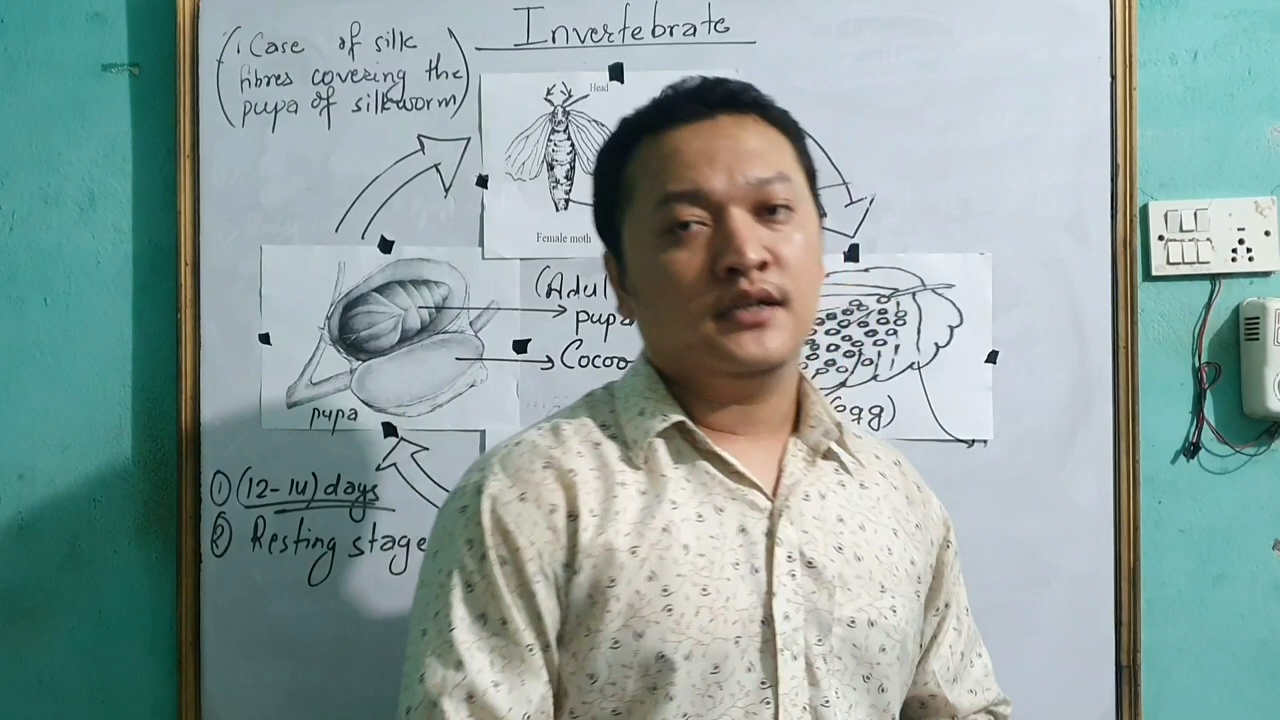 Invertebrate
(1 Case of silk
fibres covering the
pupa of silkworm)
Head
Female moth
(Adul
pupa
Cocoo
pupa
(egg)
① (12-14) days
② Resting stage